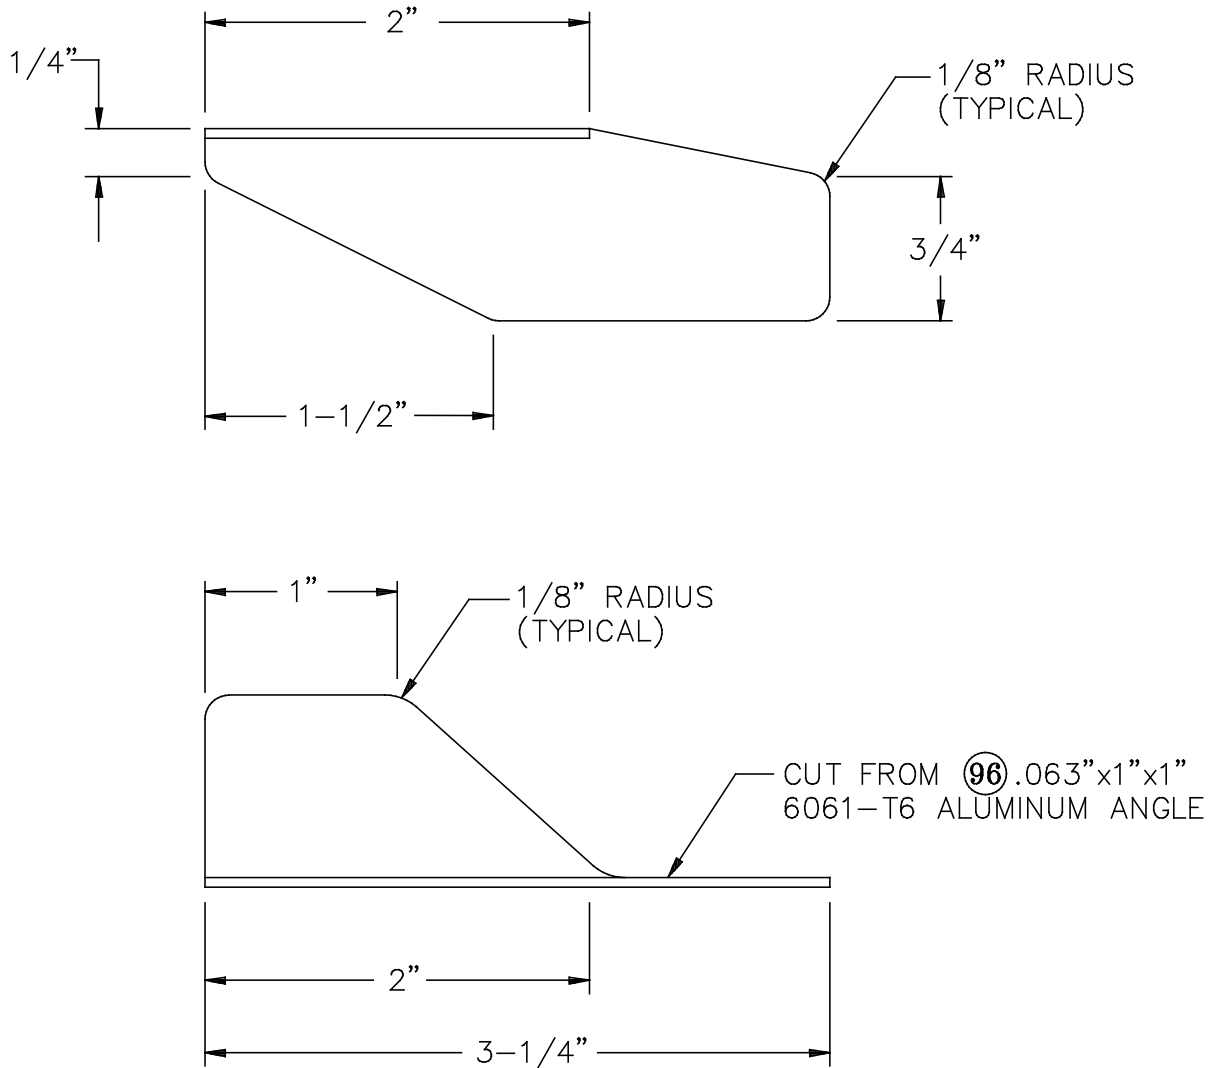 2”
1/4”
1/8” RADIUS
(TYPICAL)
3/4”
1–1/2”
1”
1/8” RADIUS
(TYPICAL)
CUT FROM 96 .063”x1”x1”
6061–T6 ALUMINUM ANGLE
2”
3–1/4”